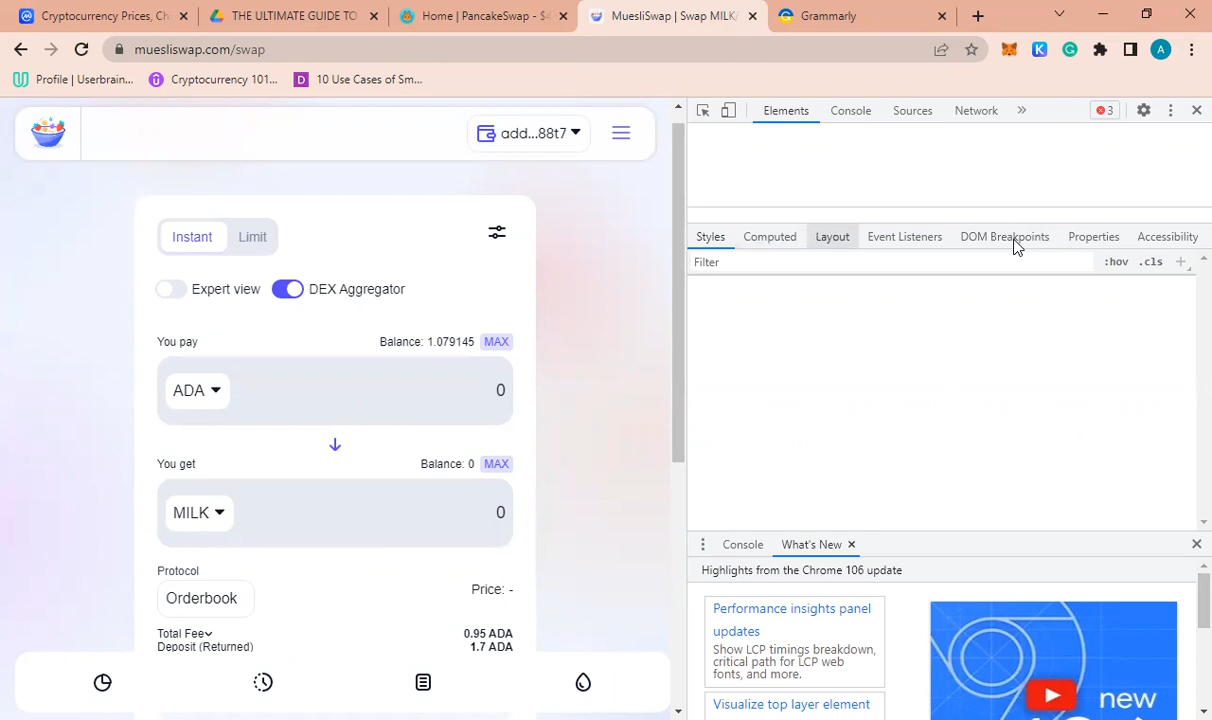 Cryptocurrency Prices, Ch
THE ULTIMATE GUIDE TO
Home | PancakeSwap - $4
MuesliSwap | Swap MILK/
Grammarly
muesliswap.com/swap
A
Profile | Userbrain...
Cryptocurrency 101...
10 Use Cases of Sm...
add...88t7
Elements
Console
Sources
Network
3
Instant
Limit
Styles
Computed
Layout
Event Listeners
DOM Breakpoints
Properties
Accessibility
Filter
:hov
.cls
Expert view
DEX Aggregator
You pay
Balance: 1.079145
MAX
ADA
0
You get
Balance: 0
MAX
MILK
0
Protocol
Orderbook
Price: -
Total Fee
0.95 ADA
Deposit (Returned)
1.7 ADA
Console
What's New
Highlights from the Chrome 106 update
Performance insights panel
updates
Show LCP timings breakdown,
critical path for LCP web
fonts, and more.
Visualize top layer element
new